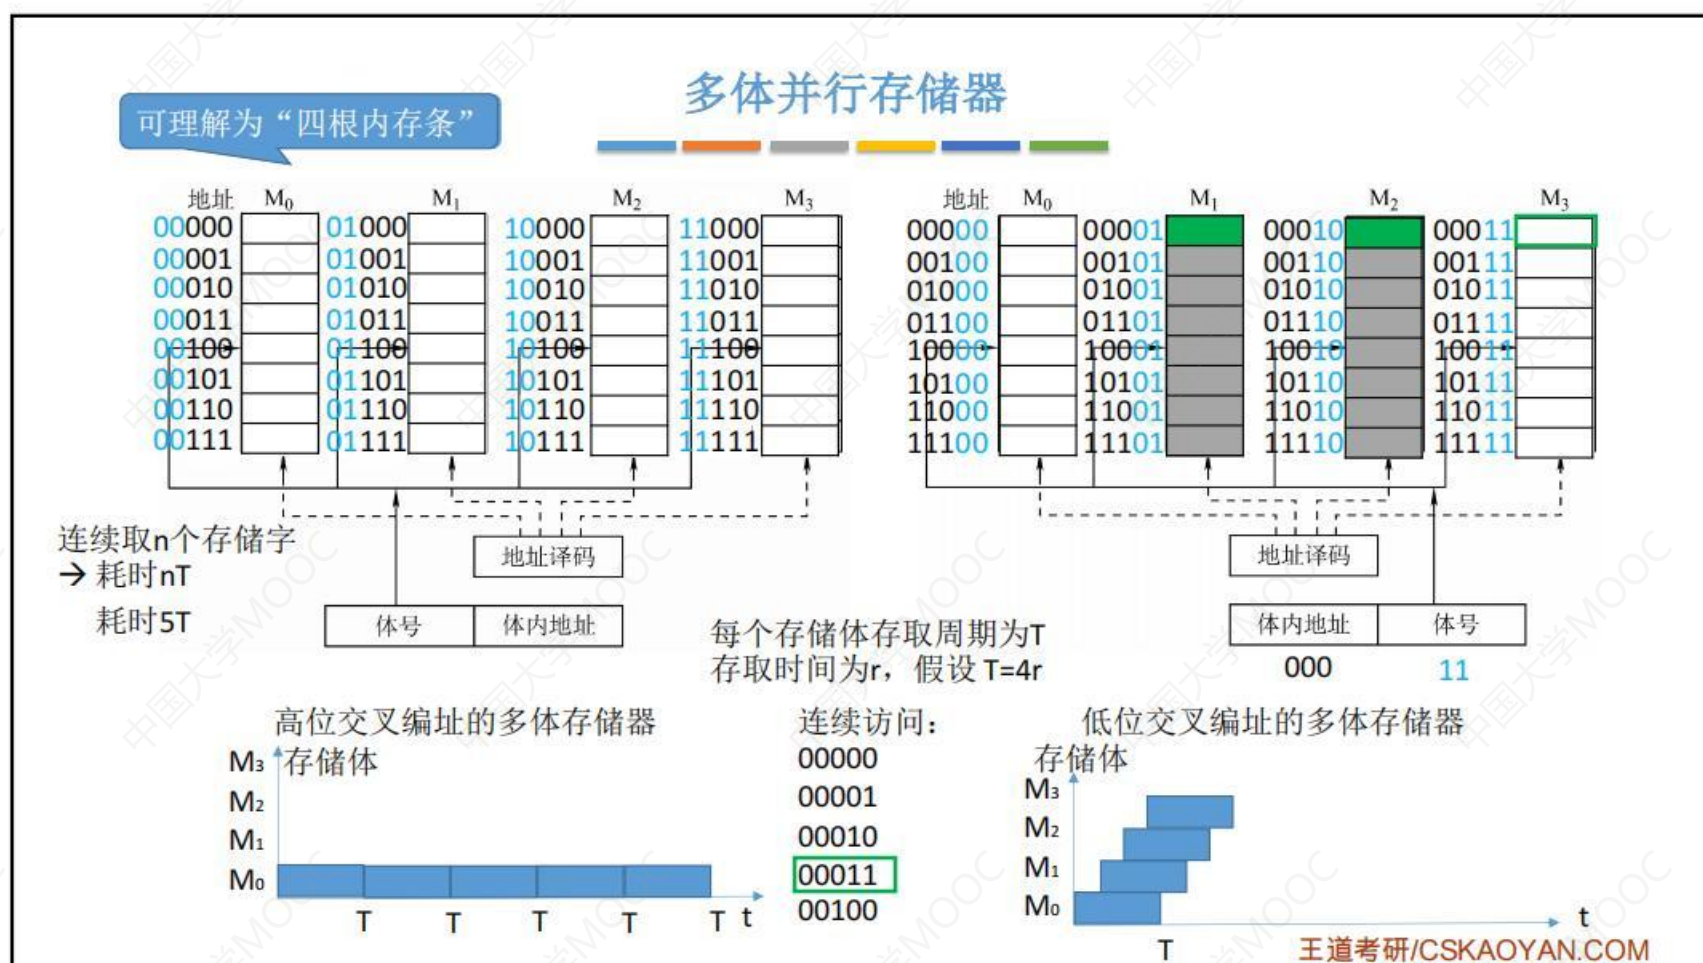 多体并行存储器
可理解为“四根内存条”
地址 M₀ M₁ M₂ M₃
00000 01000 10000 11000
00001 01001 10001 11001
00010 01010 10010 11010
00011 01011 10011 11011
00100 01100 10100 11100
00101 01101 10101 11101
00110 01110 10110 11110
00111 01111 10111 11111
地址译码
体号 体内地址
连续取n个存储字
→ 耗时nT
耗时5T
地址 M₀ M₁ M₂ M₃
00000 00001 00010 00011
00100 00101 00110 00111
01000 01001 01010 01011
01100 01101 01110 01111
10000 10001 10010 10011
10100 10101 10110 10111
11000 11001 11010 11011
11100 11101 11110 11111
地址译码
体内地址 体号
000 11
每个存储体存取周期为T
存取时间为r，假设 T=4r
高位交叉编址的多体存储器
存储体
M₃
M₂
M₁
M₀
T T T T T t
连续访问：
00000
00001
00010
00011
00100
低位交叉编址的多体存储器
存储体
M₃
M₂
M₁
M₀
T t
王道考研/CSKAOYAN.COM
中国大学MOOC